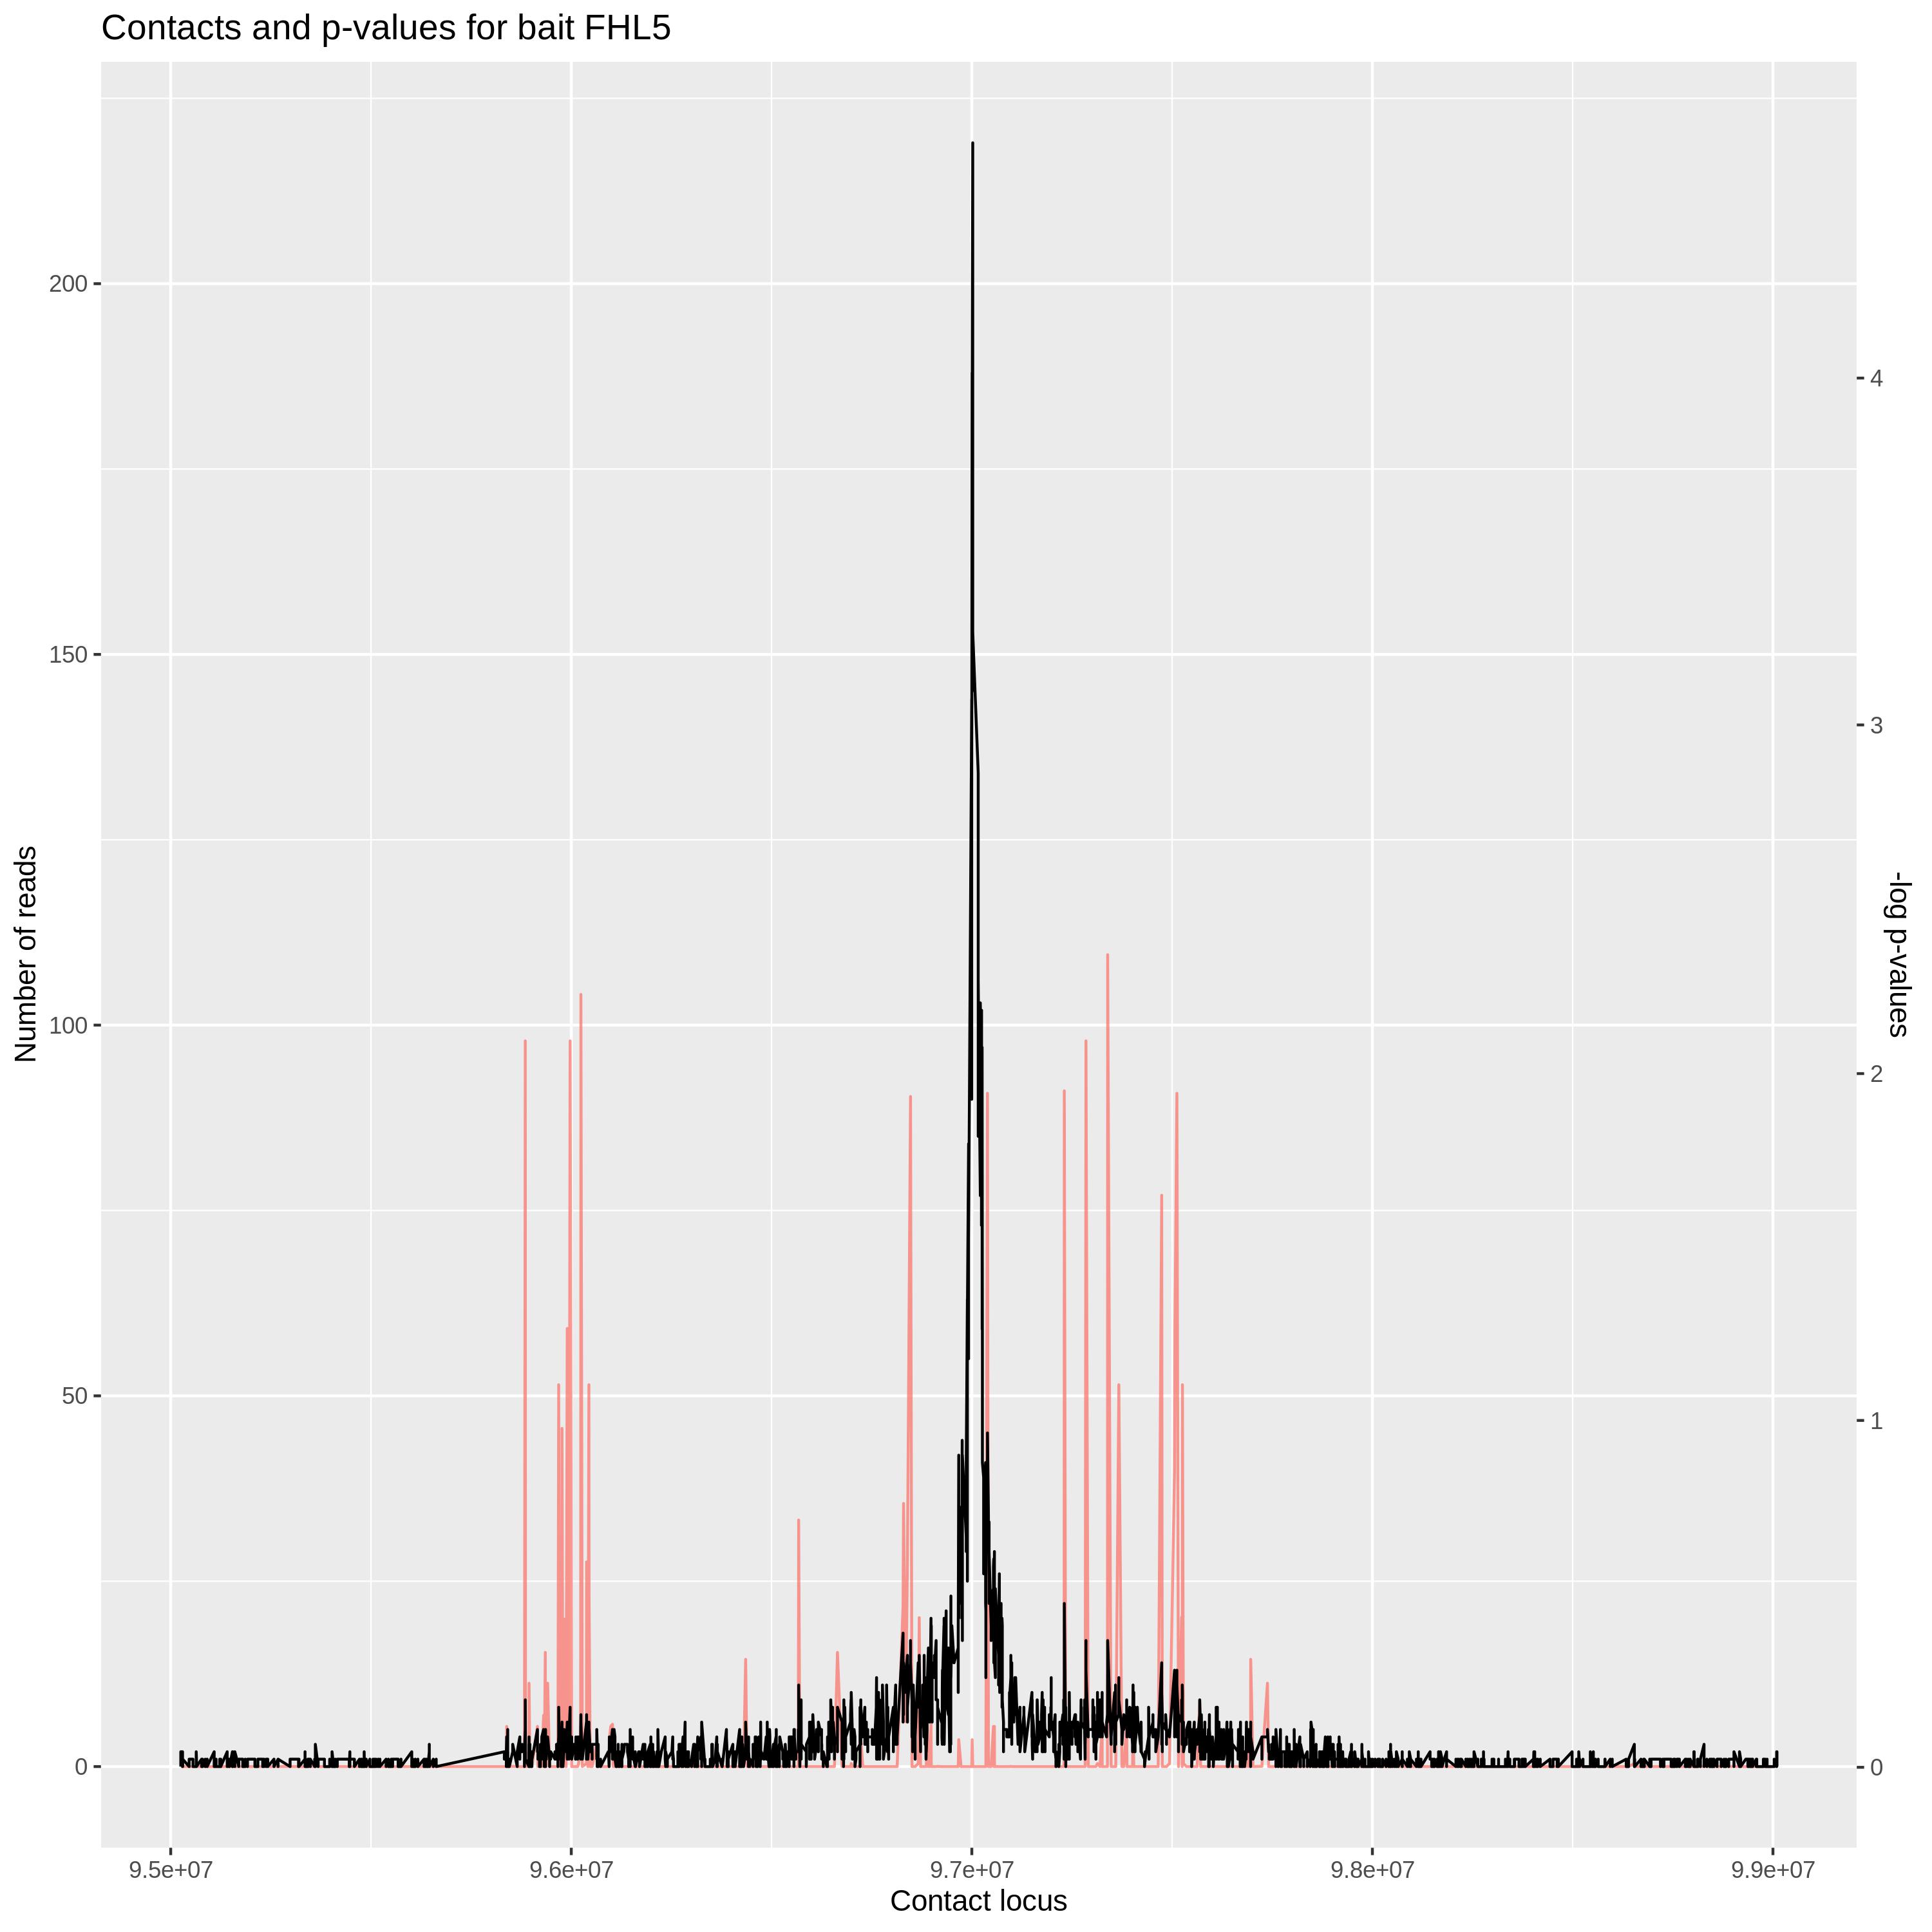 Contacts and p-values for bait FHL5
Number of reads
200
150
100
50
0
4
3
2
1
0
-log p-values
9.5e+07
9.6e+07
9.7e+07
9.8e+07
9.9e+07
Contact locus